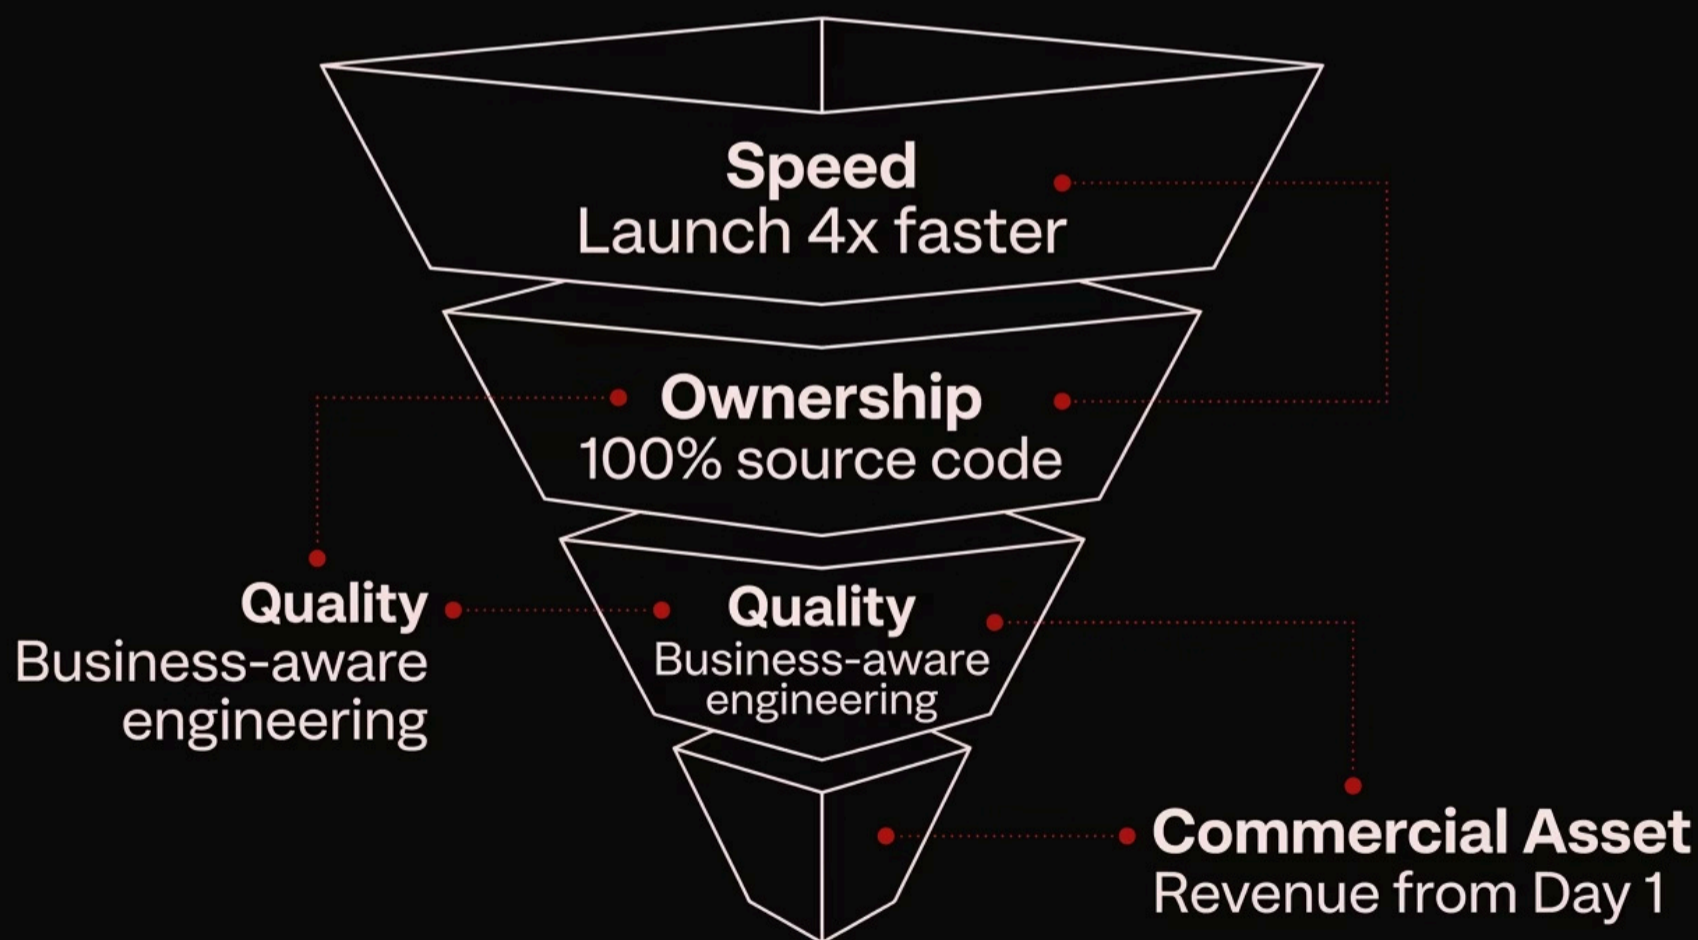 Speed
Launch 4x faster
Ownership
100% source code
Quality
Business-aware
engineering
Quality
Business-aware
engineering
Commercial Asset
Revenue from Day 1